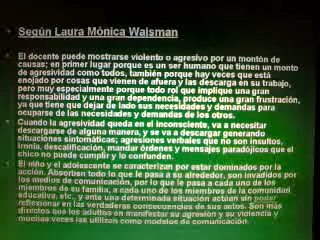 Según Laura Mónica Waisman
El docente puede mostrarse violento o agresivo por un montón de
causas; en primer lugar porque es un ser humano que tienen un monto
de agresividad como todos, también porque hay veces que está
enojado por cosas que vienen de afuera y las descarga en su trabajo,
pero muy especialmente porque todo rol que implique una gran
responsabilidad y una gran dependencia, produce una gran frustración,
ya que tiene que dejar de lado sus necesidades y demandas para
ocuparse de las necesidades y demandas de los otros.
Cuando la agresividad queda en el inconsciente, va a necesitar
descargarse de alguna manera, y se va a descargar generando
situaciones sintomáticas; agresiones verbales que no son insultos,
ironía, descalificación, mandar órdenes y mensajes paradójicos que el
chico no puede cumplir y lo confunden.
El niño y el adolescente se caracterizan por estar dominados por la
acción. Absorben todo lo que le pasa a su alrededor, son invadidos por
los medios de comunicación, por lo que le pasa a cada uno de los
miembros de su familia, a cada uno de los miembros de la comunidad
educativa, etc., y ante una determinada situación actúan sin poder
reflexionar en las verdaderas consecuencias de sus actos. Son más
directos que los adultos en manifestar su agresión y su violencia y
muchas veces las utilizan como modalidad de comunicación.